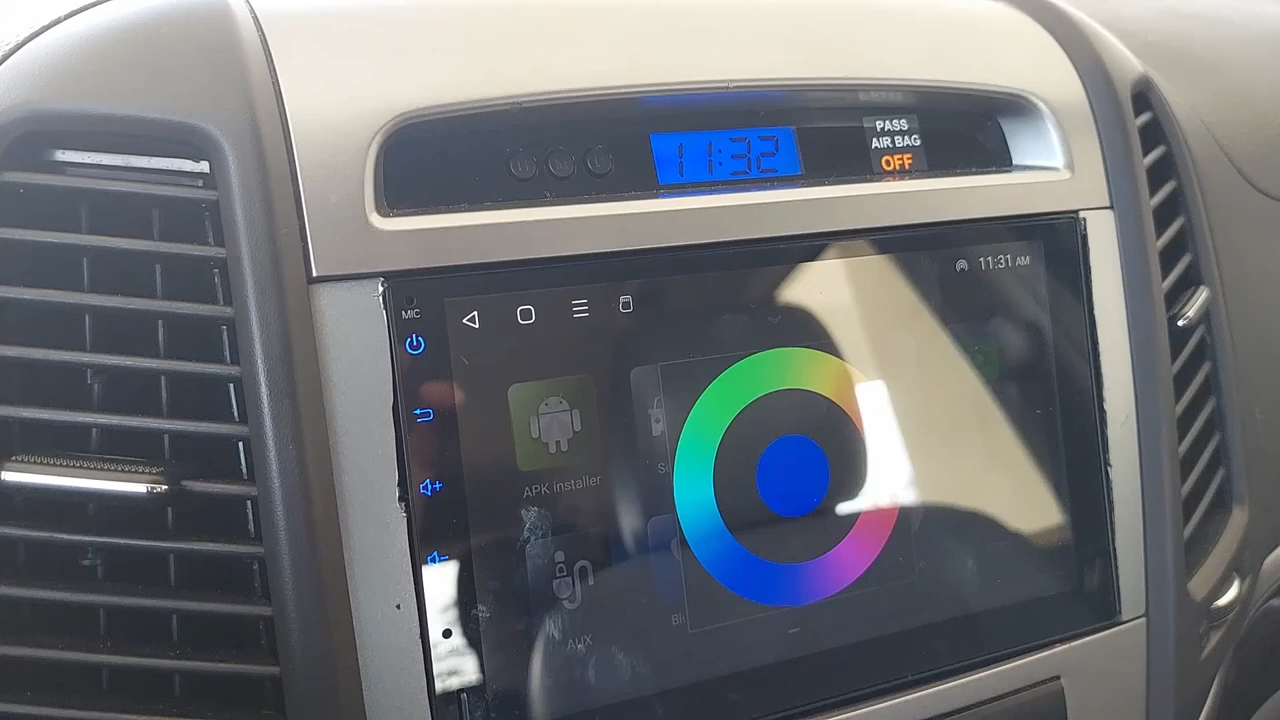 11:32
PASS
AIR BAG
OFF
11:31 AM
MIC
APK installer
AUX